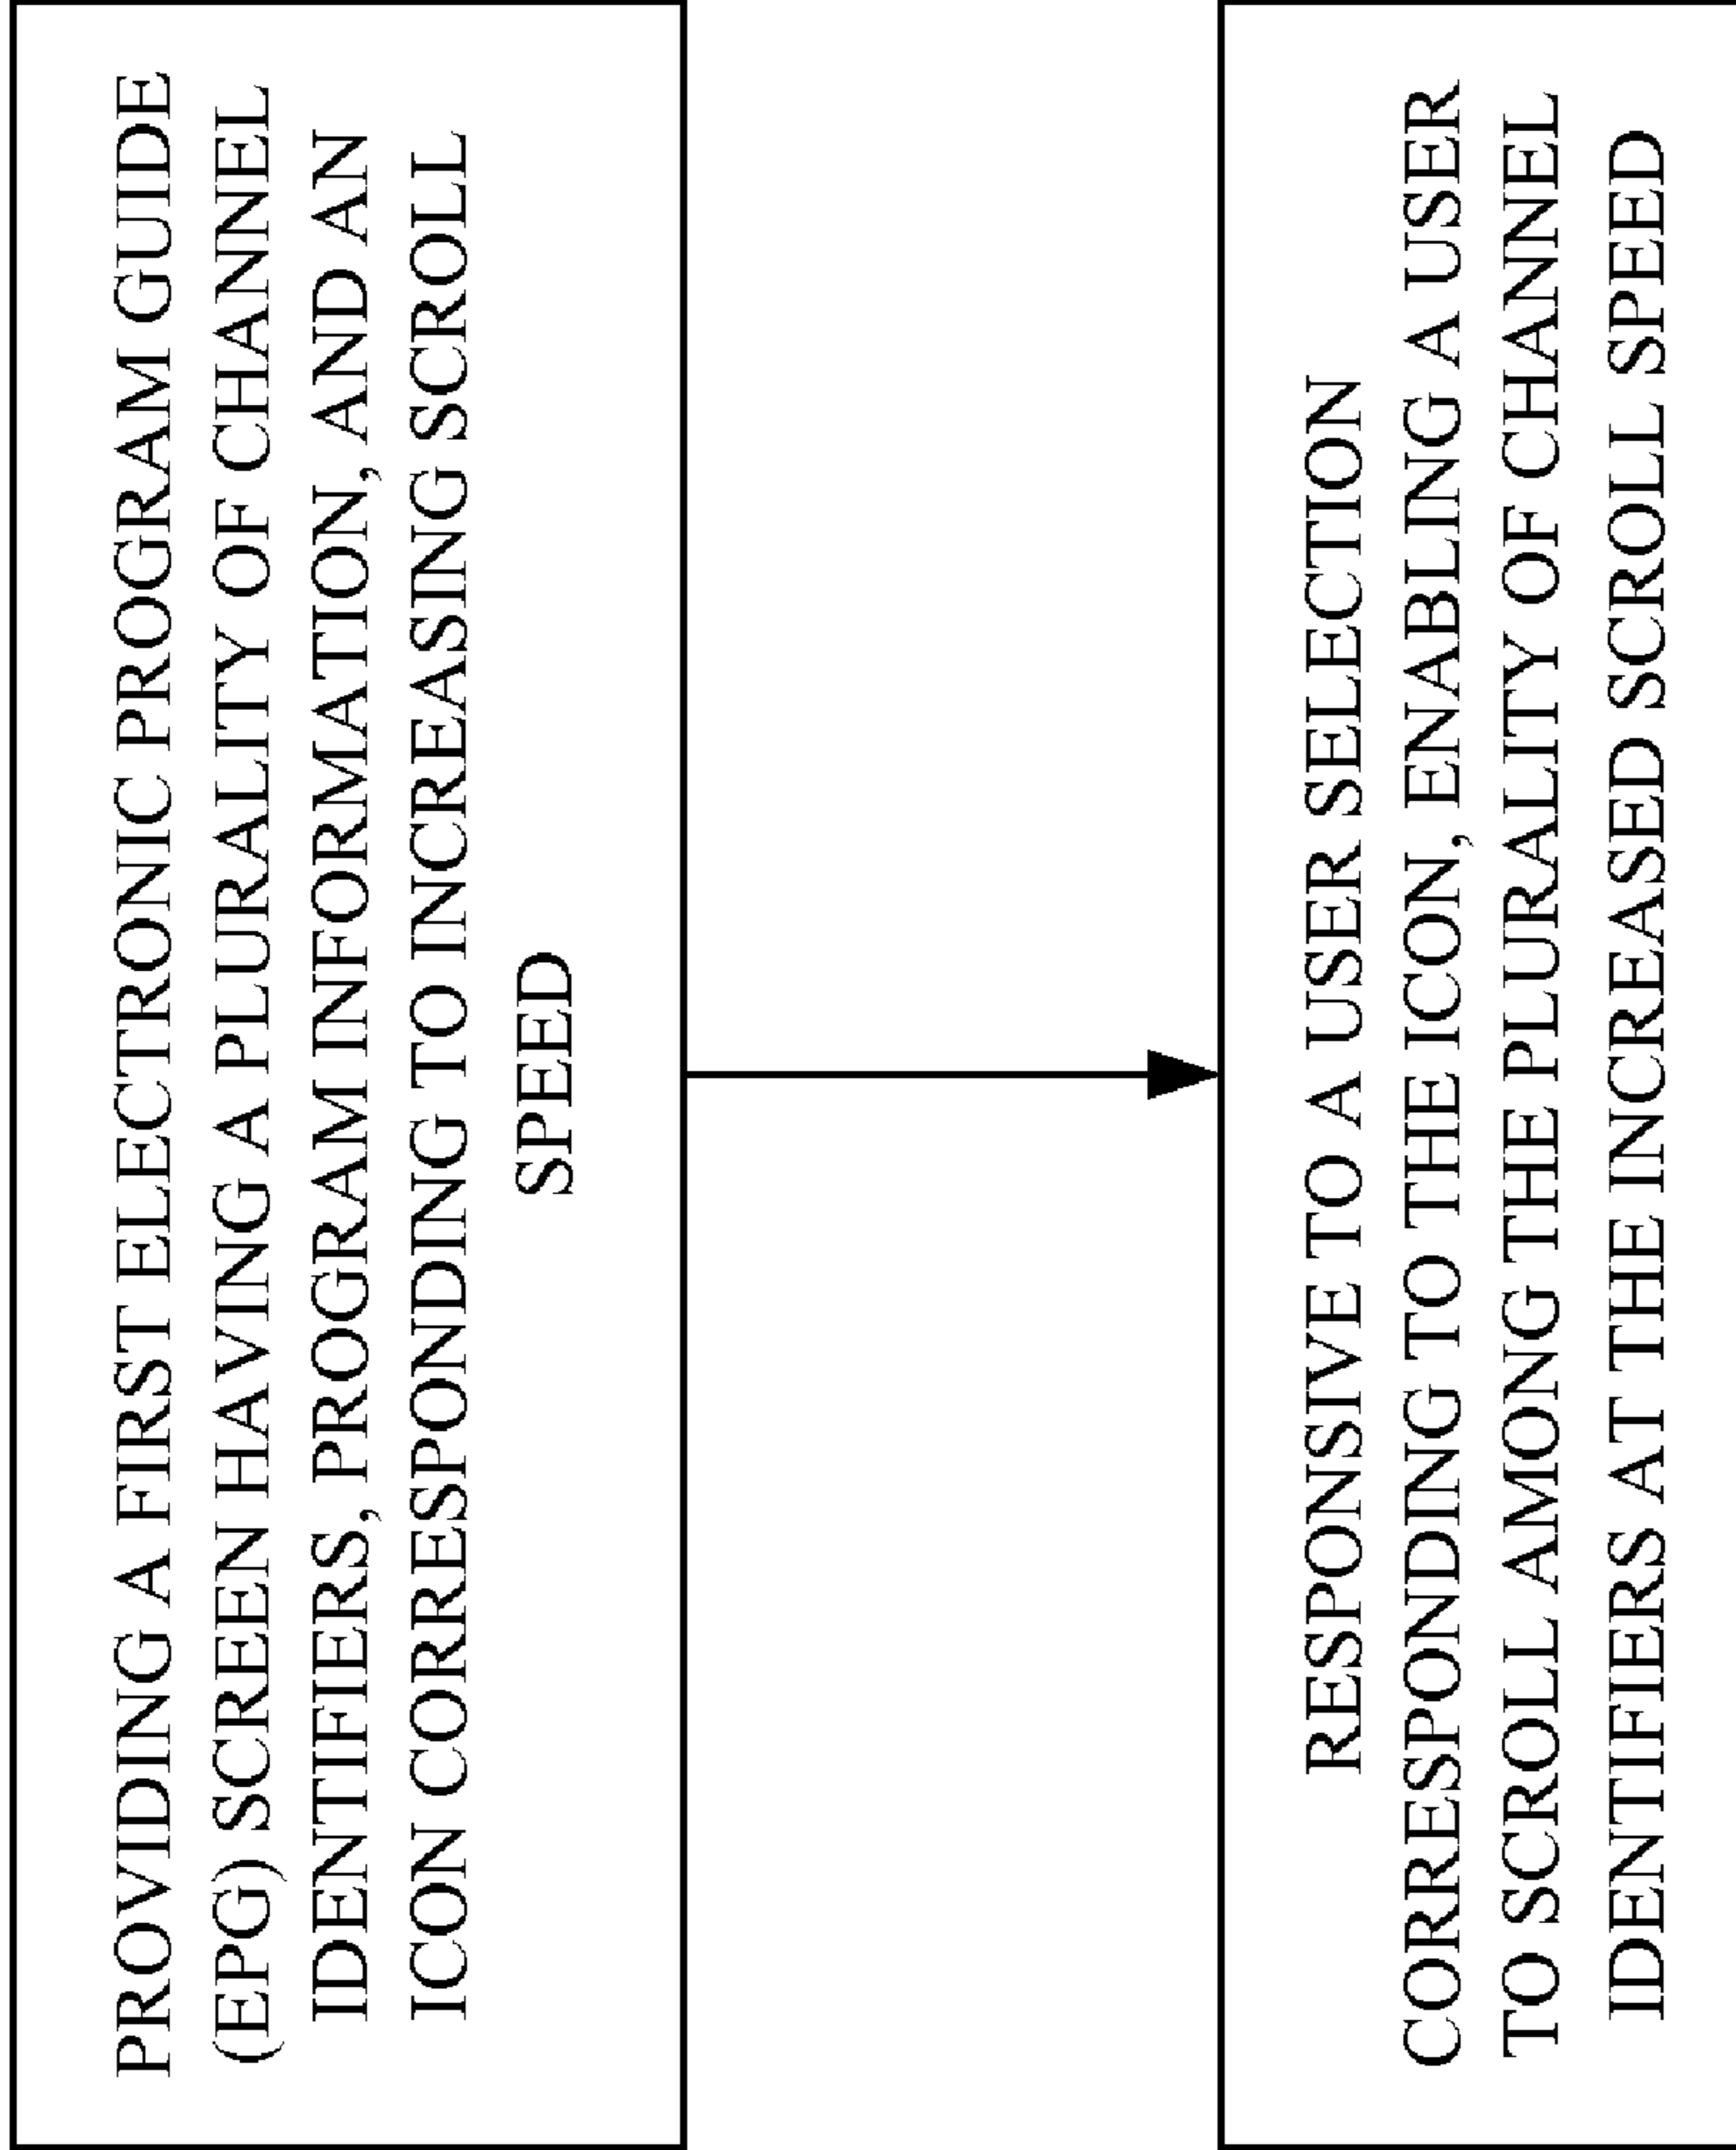 PROVIDING A FIRST ELECTRONIC PROGRAM GUIDE
(EPG) SCREEN HAVING A PLURALITY OF CHANNEL
IDENTIFIERS, PROGRAM INFORMATION, AND AN
ICON CORRESPONDING TO INCREASING SCROLL
SPEED
RESPONSIVE TO A USER SELECTION
CORRESPONDING TO THE ICON, ENABLING A USER
TO SCROLL AMONG THE PLURALITY OF CHANNEL
IDENTIFIERS AT THE INCREASED SCROLL SPEED